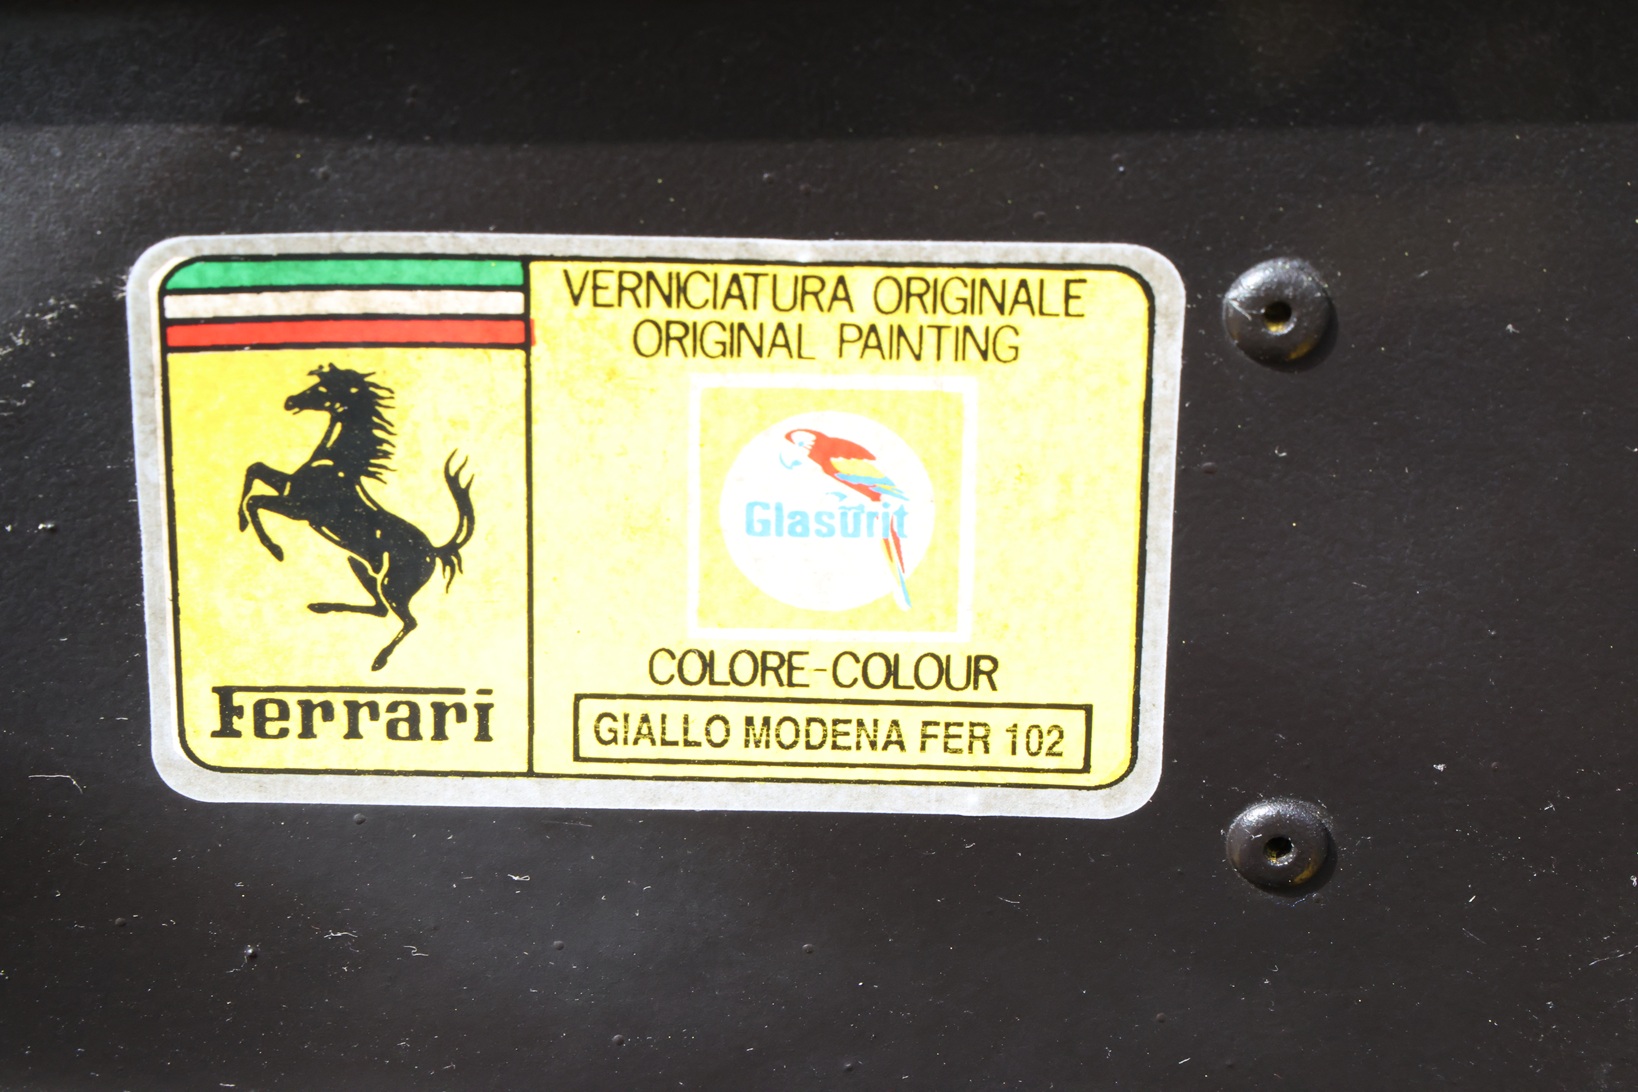 VERNICIATURA ORIGINALE
ORIGINAL PAINTING
Glasurit
COLORE-COLOUR
GIALLO MODENA FER 102
Ferrari